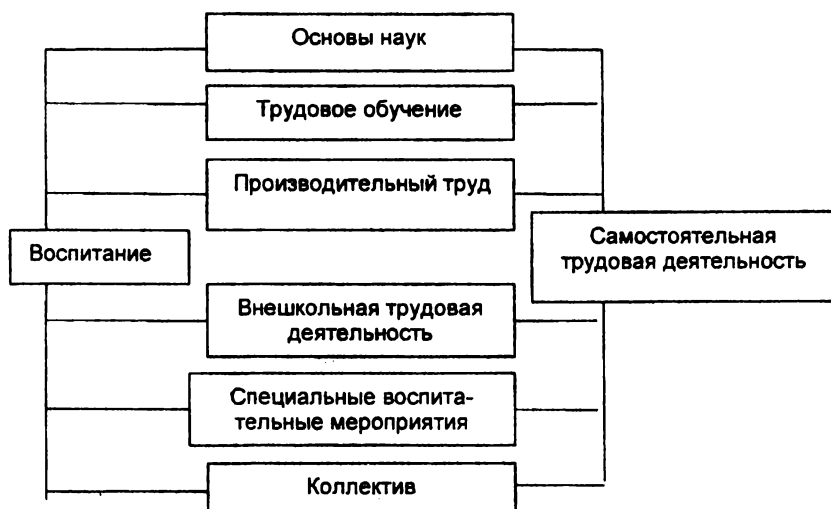 Основы наук
Трудовое обучение
Производительный труд
Воспитание
Самостоятельная
трудовая деятельность
Внешкольная трудовая
деятельность
Специальные воспита-
тельные мероприятия
Коллектив